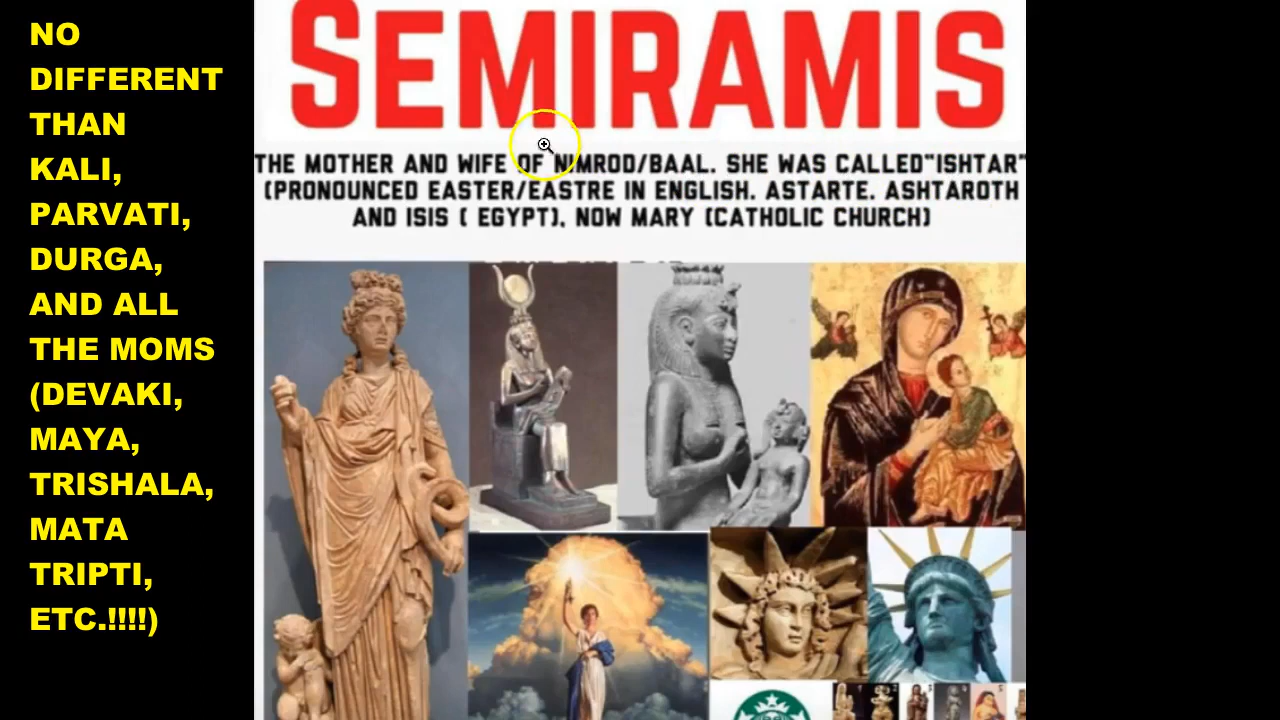 NO
DIFFERENT
THAN
KALI,
PARVATI,
DURGA,
AND ALL
THE MOMS
(DEVAKI,
MAYA,
TRISHALA,
MATA
TRIPTI,
ETC.!!!!)
SEMIRAMIS
THE MOTHER AND WIFE OF NIMROD/BAAL. SHE WAS CALLED"ISHTAR"
(PRONOUNCED EASTER/EASTRE IN ENGLISH. ASTARTE. ASHTAROTH
AND ISIS ( EGYPT). NOW MARY (CATHOLIC CHURCH)